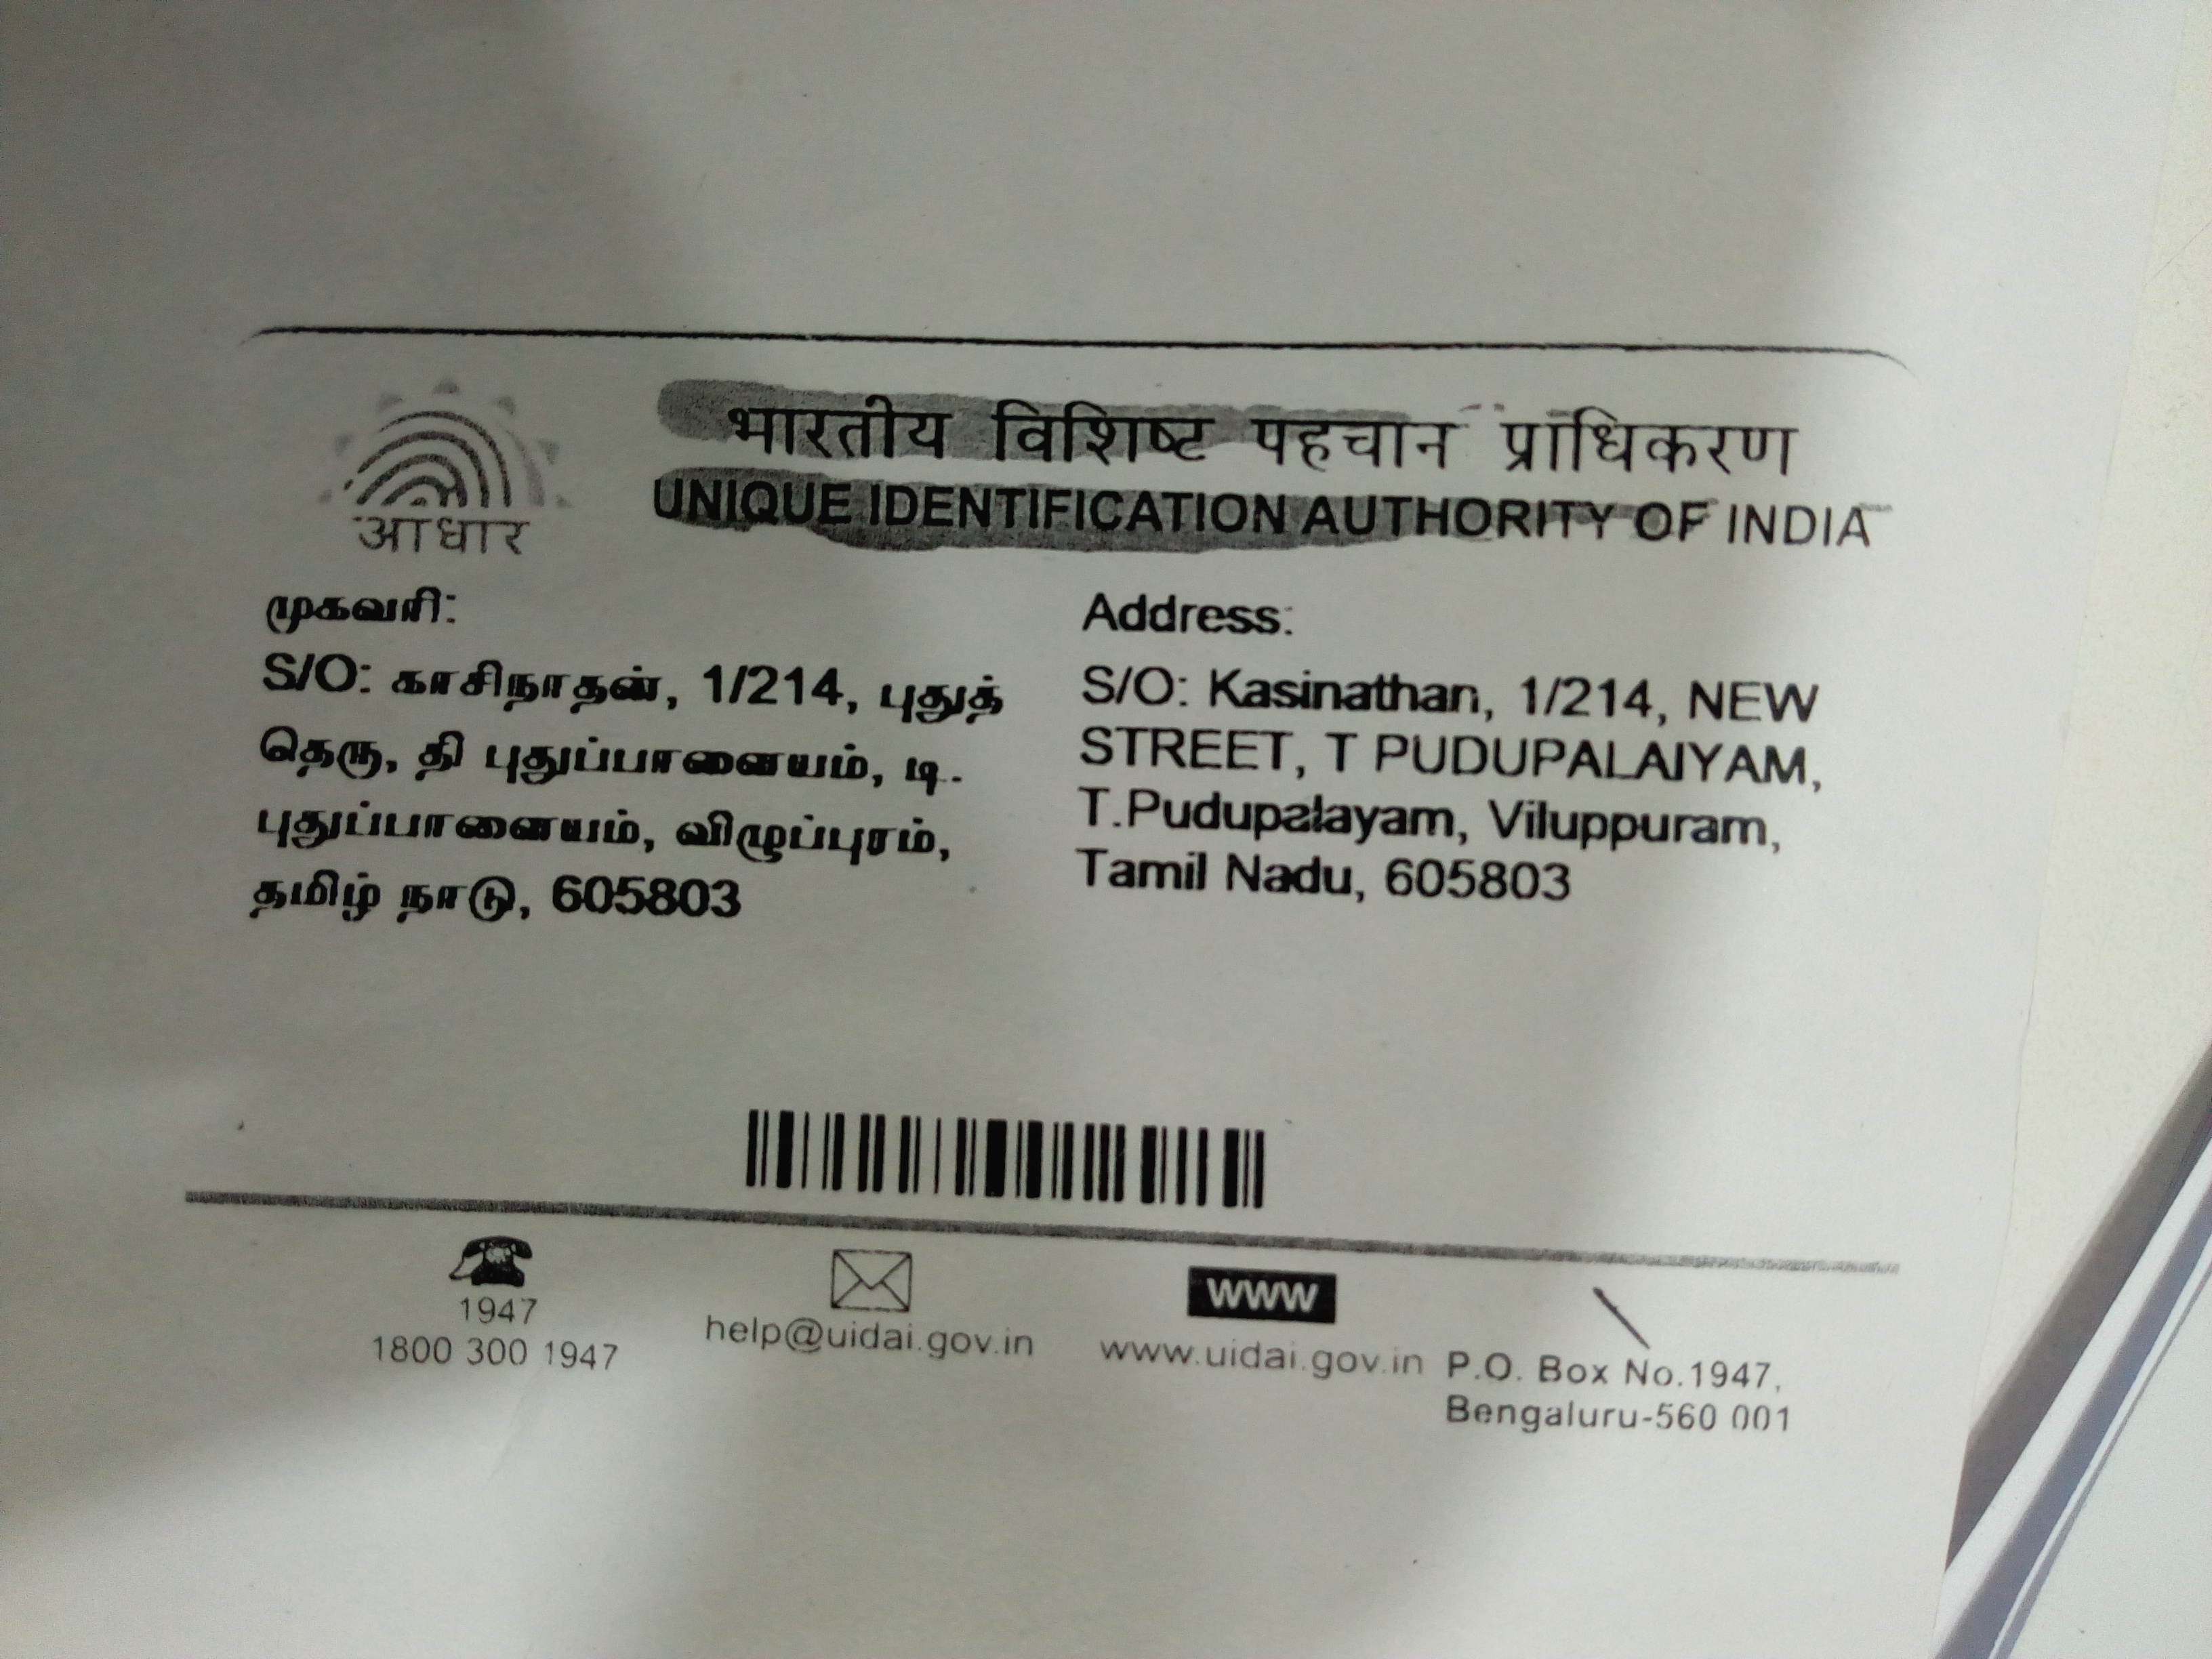 आधार
भारतीय विशिष्ट पहचान प्राधिकरण
UNIQUE IDENTIFICATION AUTHORITY OF INDIA
முகவரி:
S/O: காசிநாதன், 1/214, புதுத்
தெரு, தி புதுப்பாளையம், டி.
புதுப்பாளையம், விழுப்புரம்,
தமிழ் நாடு, 605803
Address:
S/O: Kasinathan, 1/214, NEW
STREET, T PUDUPALAIYAM,
T.Pudupalayam, Viluppuram,
Tamil Nadu, 605803
1947
1800 300 1947
help@uidai.gov.in
www
www.uidai.gov.in
P.O. Box No.1947,
Bengaluru-560 001